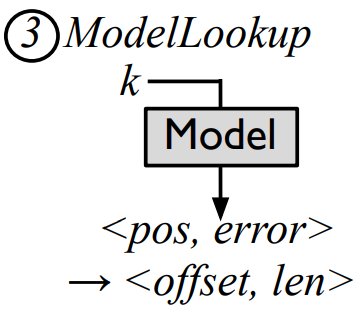 ③ ModelLookup
k
Model
<pos, error>
→ <offset, len>